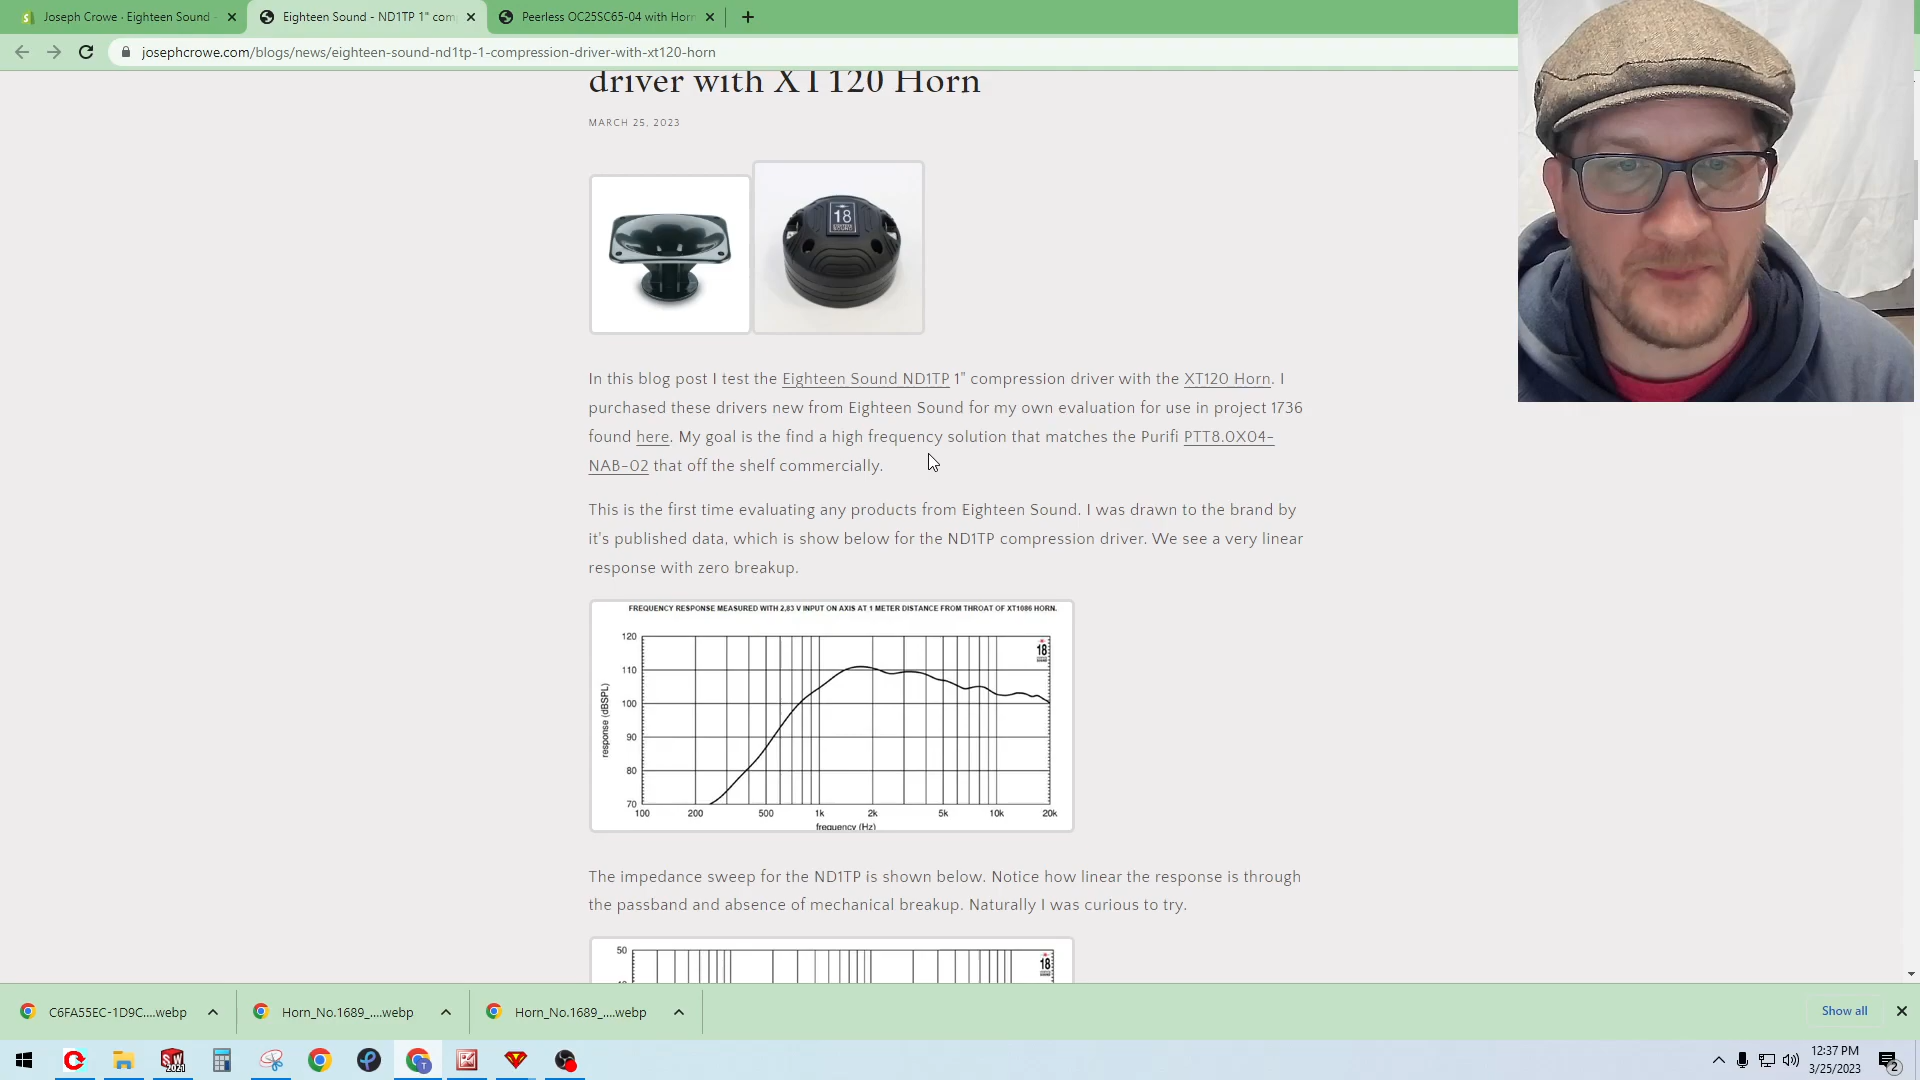 Joseph Crowe · Eighteen Sound
Eighteen Sound - ND1TP 1" com
Peerless OC25SC65-04 with Horn
josephcrowe.com/blogs/news/eighteen-sound-nd1tp-1-compression-driver-with-xt120-horn
driver with XT120 Horn
MARCH 25, 2023
18
In this blog post I test the Eighteen Sound ND1TP 1" compression driver with the XT120 Horn. I
purchased these drivers new from Eighteen Sound for my own evaluation for use in project 1736
found here. My goal is the find a high frequency solution that matches the Purifi PTT8.0X04-
NAB-02 that off the shelf commercially.
This is the first time evaluating any products from Eighteen Sound. I was drawn to the brand by
it's published data, which is show below for the ND1TP compression driver. We see a very linear
response with zero breakup.
FREQUENCY RESPONSE MEASURED WITH 2,83 V INPUT ON AXIS AT 1 METER DISTANCE FROM THROAT OF XT1086 HORN.
120
18
110
100
response (dBSPL)
90
80
70
100 200 500 1k 2k 5k 10k 20k
frequency (Hz)
The impedance sweep for the ND1TP is shown below. Notice how linear the response is through
the passband and absence of mechanical breakup. Naturally I was curious to try.
50
18
C6FA55EC-1D9C....webp
Horn_No.1689_....webp
Horn_No.1689_....webp
Show all
SW
2021
T
12:37 PM
3/25/2023
2